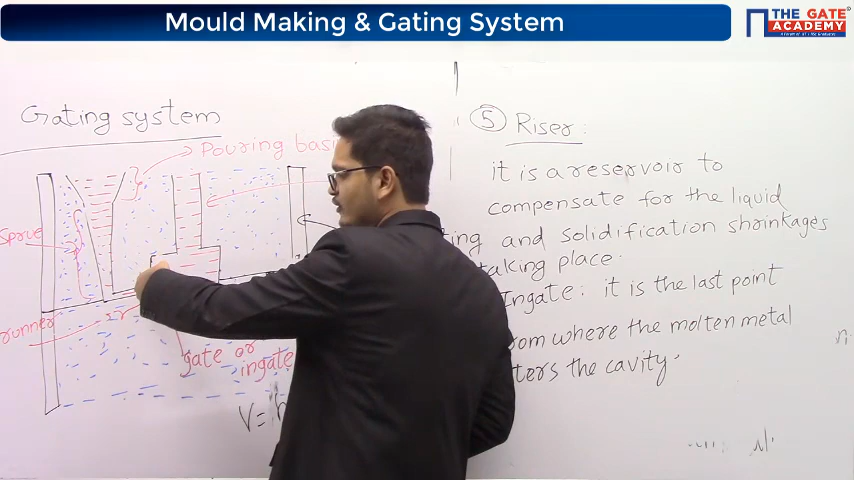 Mould Making & Gating System
THE GATE
ACADEMY
Gating system
Pouring basi
Sprue
runner
gate or
ingate
V =
⑤ Riser :
it is a reservoir to
compensate for the liquid
ing and solidification shrinkages
taking place.
Ingate : it is the last point
rom where the molten metal
ters the cavity.